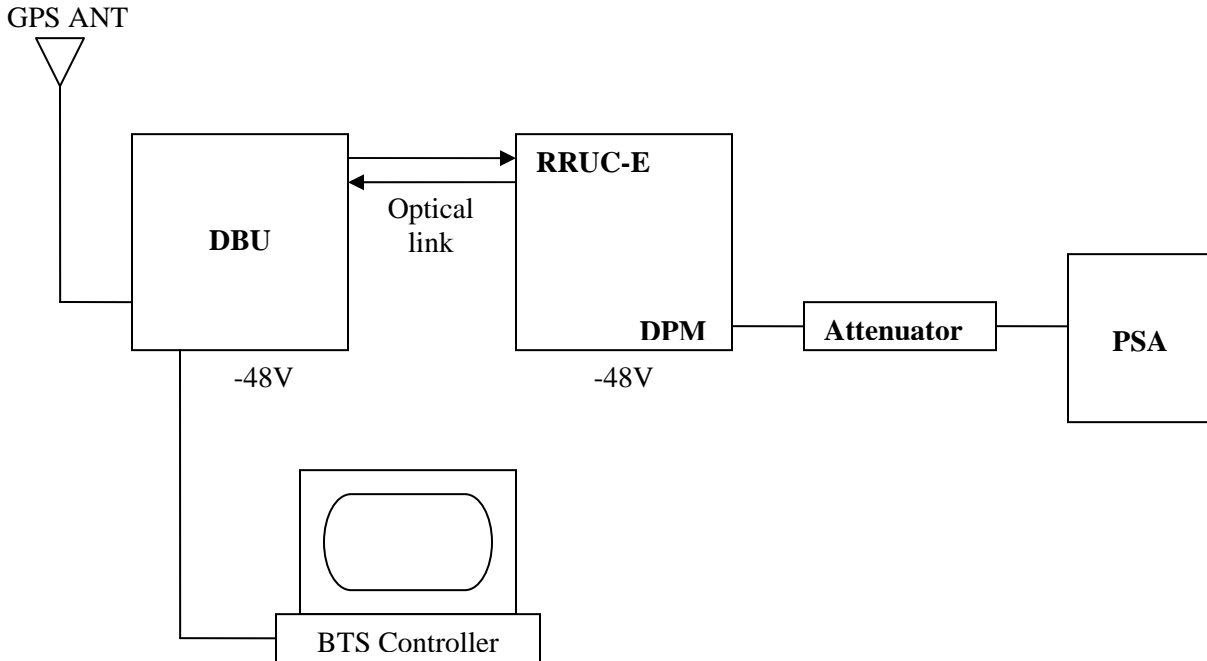 GPS ANT
DBU
Optical
link
RRUC-E
DPM
Attenuator
PSA
-48V
-48V
BTS Controller